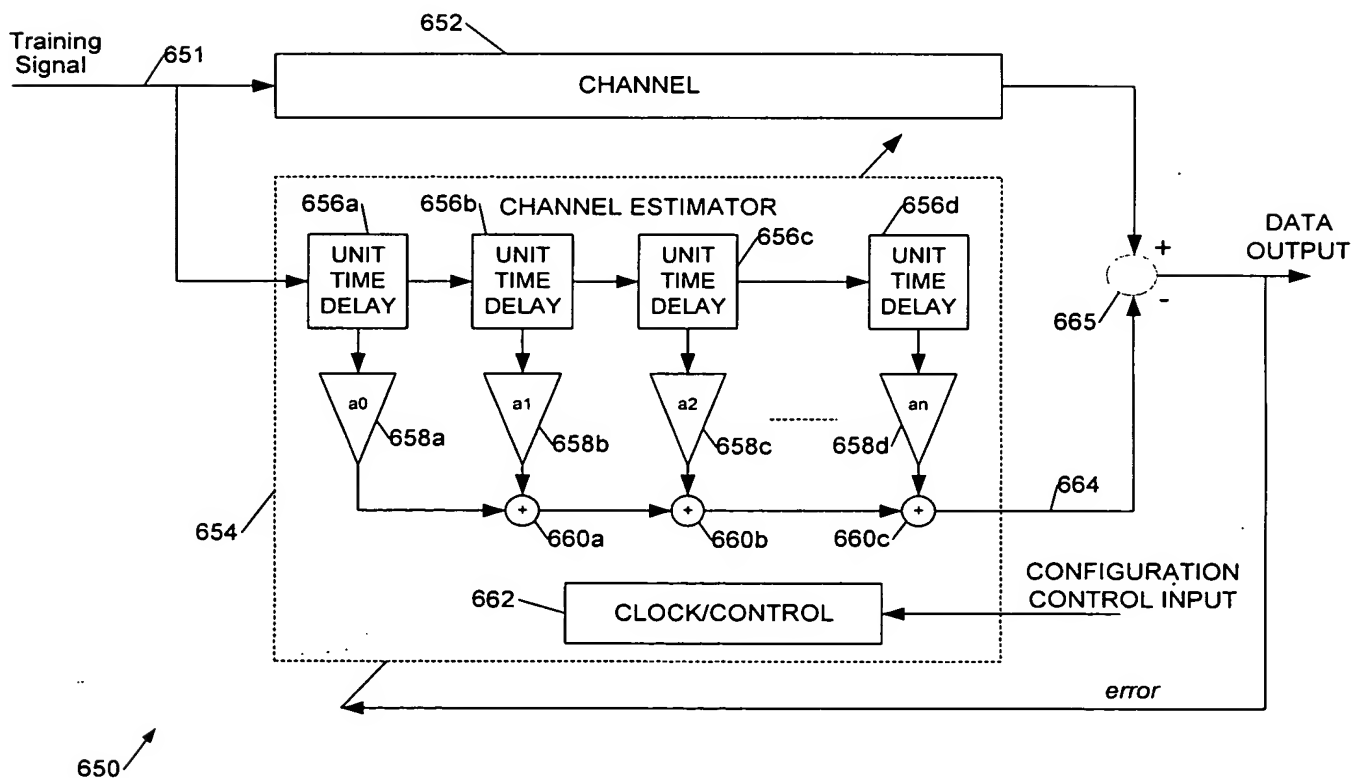 652
Training
Signal
651
CHANNEL
656a
656b
CHANNEL ESTIMATOR
656d
656c
UNIT
TIME
DELAY
UNIT
TIME
DELAY
UNIT
TIME
DELAY
UNIT
TIME
DELAY
DATA
OUTPUT
+
-
665
a0
a1
a2
an
658a
658b
658c
658d
664
+
+
+
654
660a
660b
660c
CONFIGURATION
CONTROL INPUT
662
CLOCK/CONTROL
error
650